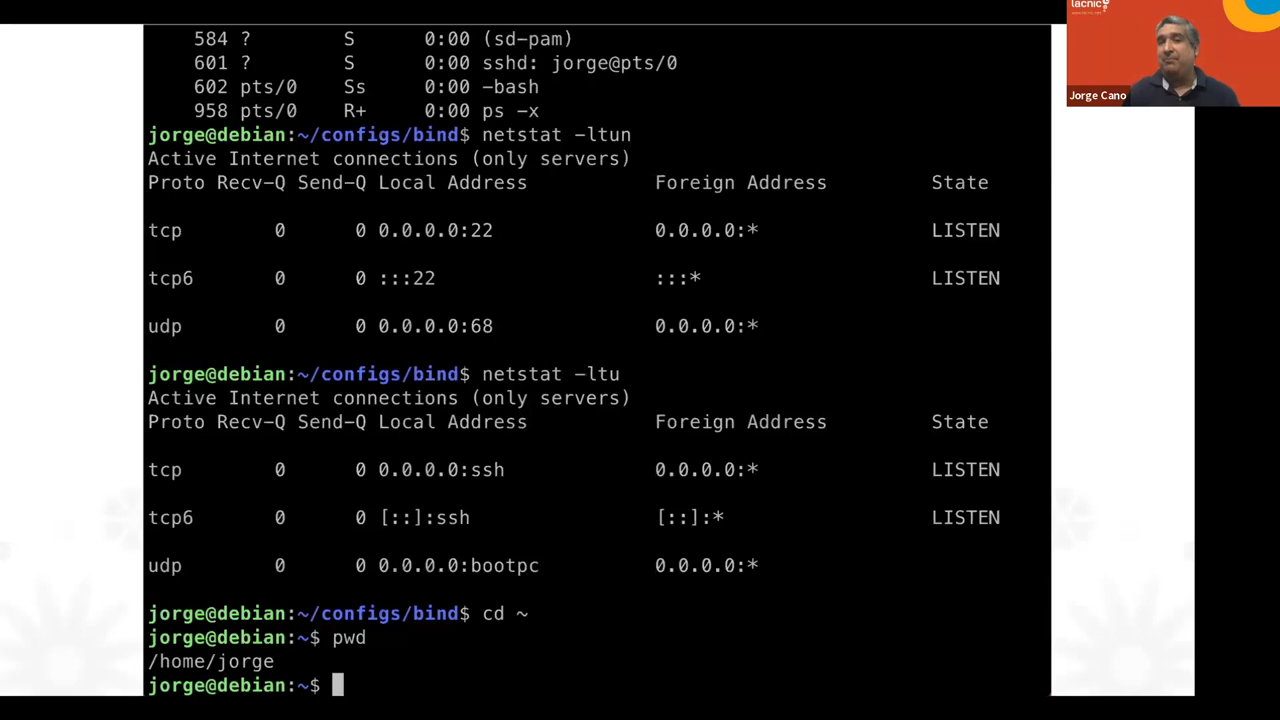 584 ?        S      0:00 (sd-pam)
601 ?        S      0:00 sshd: jorge@pts/0
602 pts/0    Ss     0:00 -bash
958 pts/0    R+     0:00 ps -x
jorge@debian:~/configs/bind$ netstat -ltun
Active Internet connections (only servers)
Proto Recv-Q Send-Q Local Address           Foreign Address         State
tcp        0      0 0.0.0.0:22              0.0.0.0:*               LISTEN
tcp6       0      0 :::22                   :::*                    LISTEN
udp        0      0 0.0.0.0:68              0.0.0.0:*
jorge@debian:~/configs/bind$ netstat -ltu
Active Internet connections (only servers)
Proto Recv-Q Send-Q Local Address           Foreign Address         State
tcp        0      0 0.0.0.0:ssh             0.0.0.0:*               LISTEN
tcp6       0      0 [::]:ssh                [::]:*                  LISTEN
udp        0      0 0.0.0.0:bootpc          0.0.0.0:*
jorge@debian:~/configs/bind$ cd ~
jorge@debian:~$ pwd
/home/jorge
jorge@debian:~$
lacnic
Jorge Cano